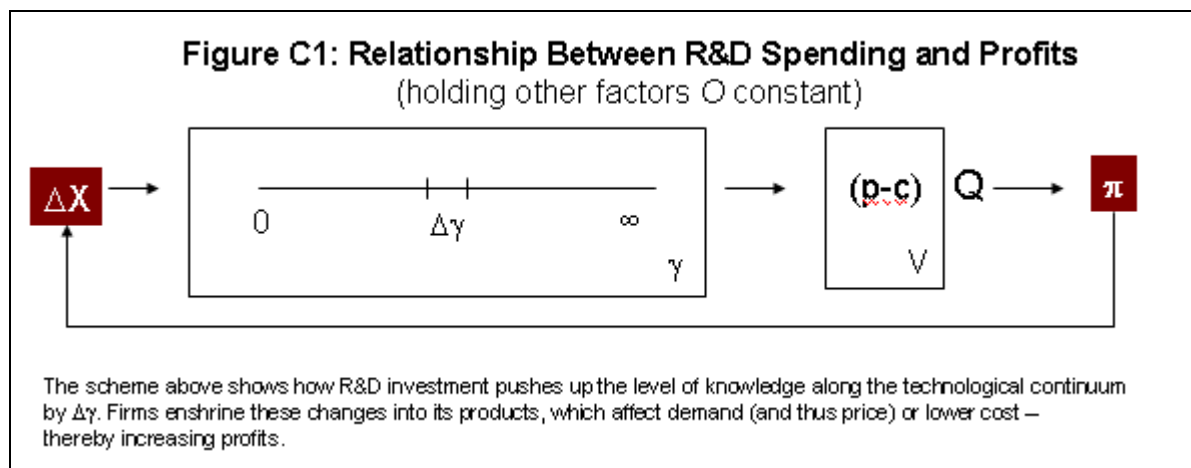 Figure C1: Relationship Between R&D Spending and Profits
(holding other factors O constant)
ΔX
0
Δγ
∞
γ
(p-c)
V
Q
π
The scheme above shows how R&D investment pushes up the level of knowledge along the technological continuum
by Δγ. Firms enshrine these changes into its products, which affect demand (and thus price) or lower cost –
thereby increasing profits.